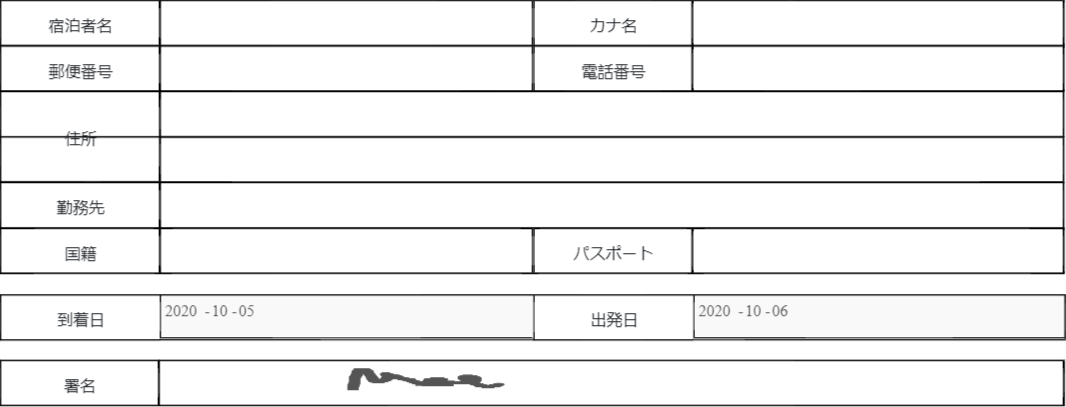 宿泊者名 カナ名
郵便番号 電話番号
住所
勤務先
国籍 パスポート
到着日 2020 -10 -05 出発日 2020 -10 -06
署名